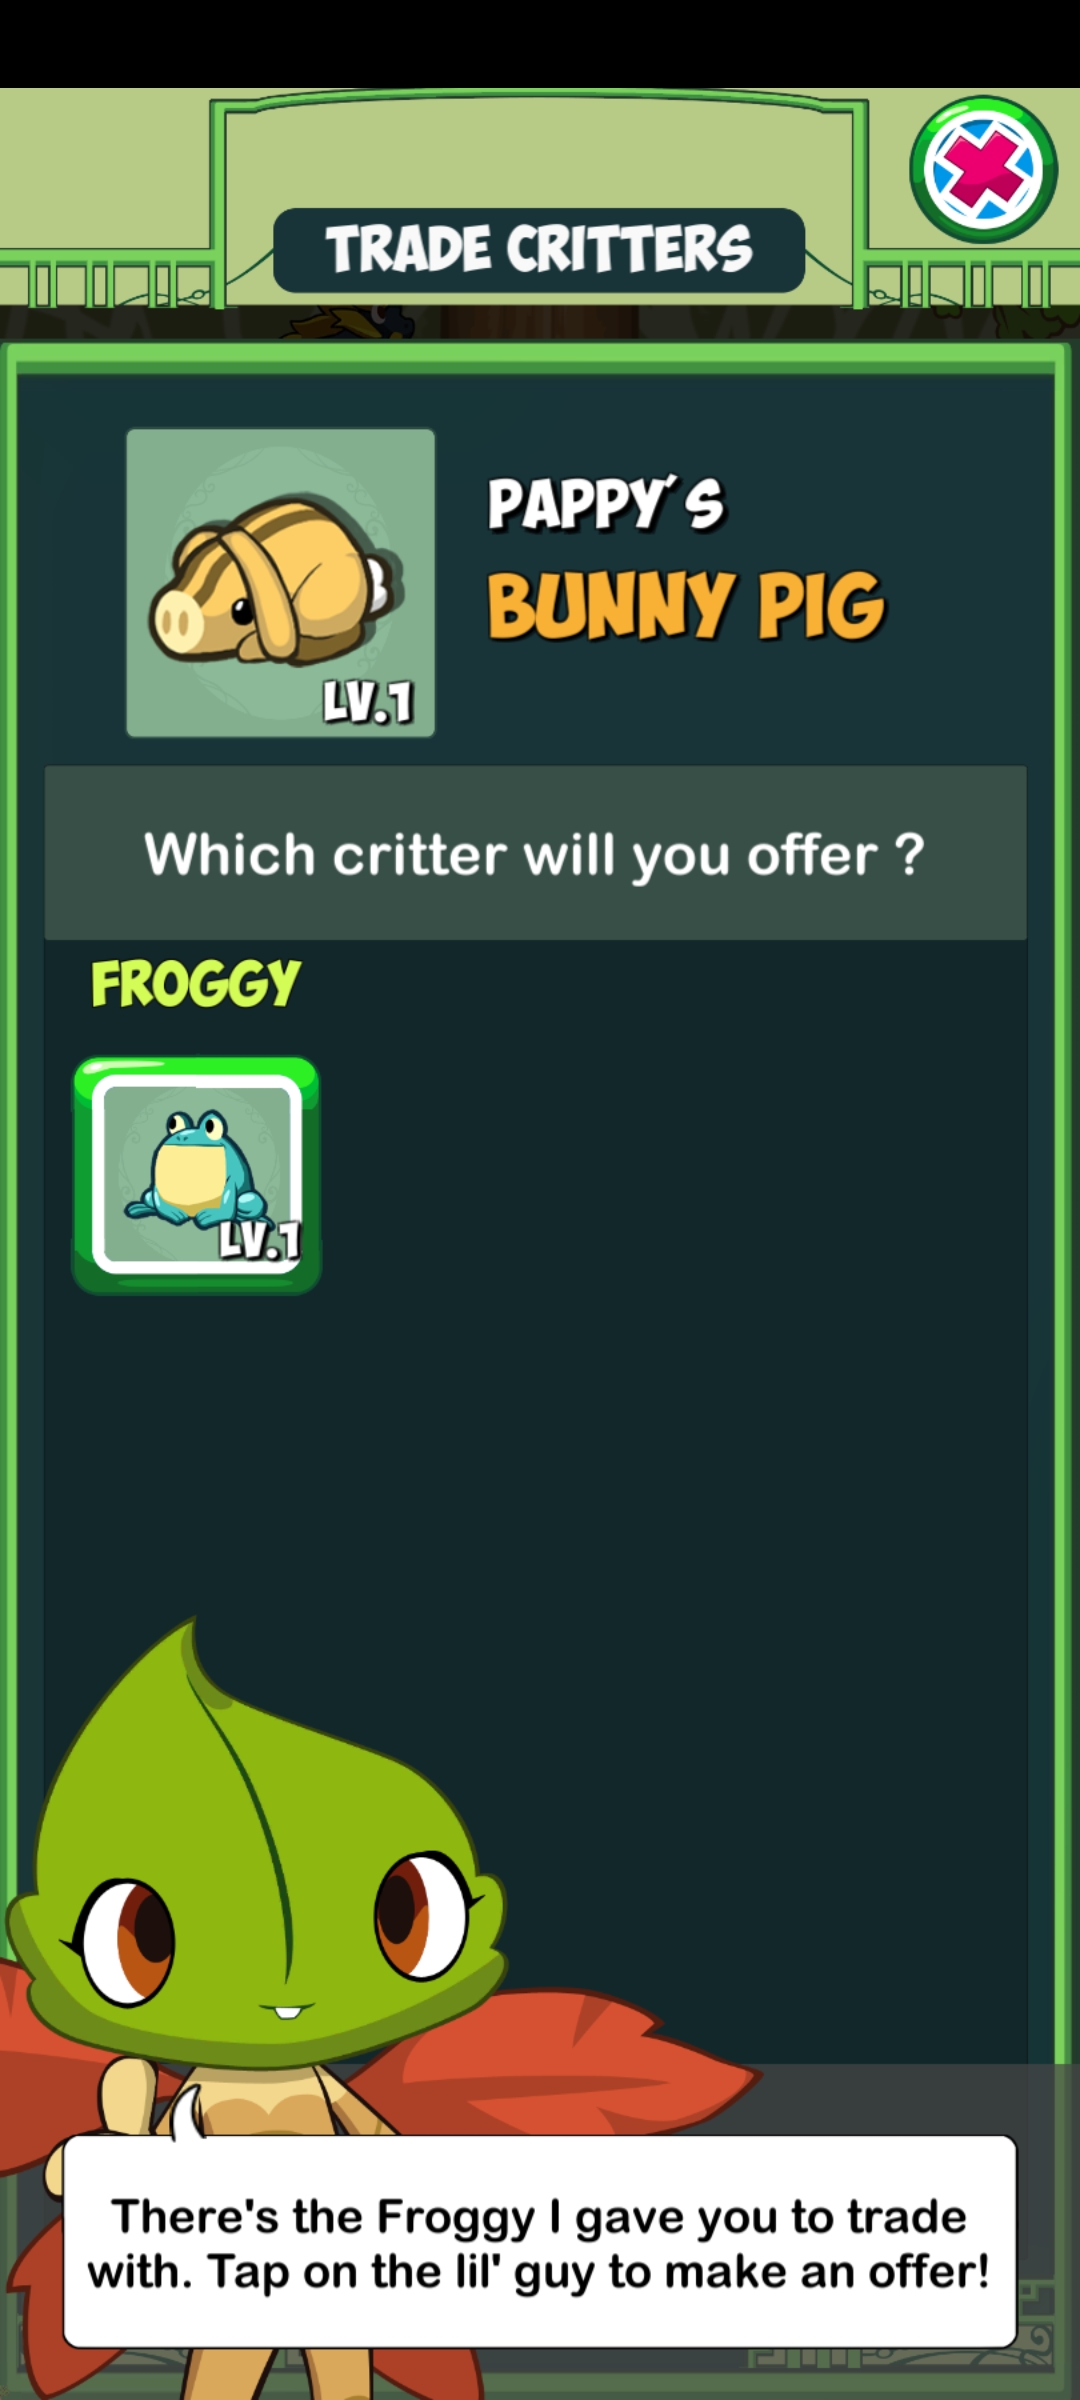 TRADE CRITTERS
PAPPY'S
BUNNY PIG
LV.1
Which critter will you offer ?
FROGGY
LV.1
There's the Froggy I gave you to trade
with. Tap on the lil' guy to make an offer!